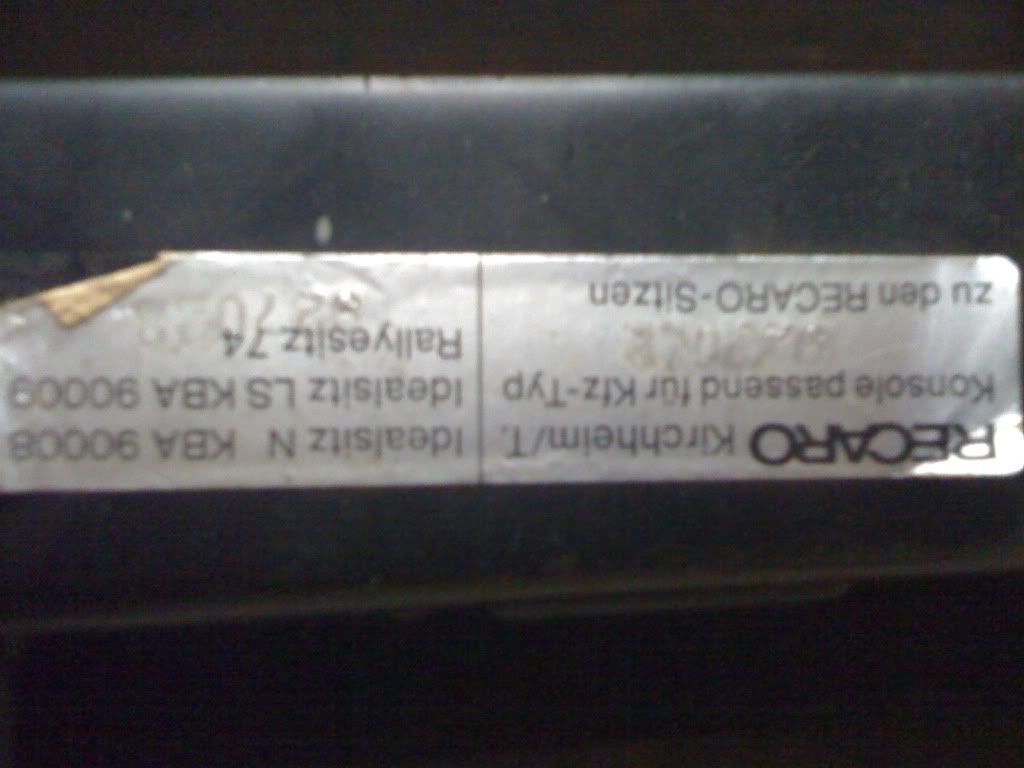 RECARO Kirchheim/T.
Konsole passend für Kfz-Typ
zu den RECARO-Sitzen
Idealsitz N KBA 90008
Idealsitz LS KBA 90009
Rallyesitz 74